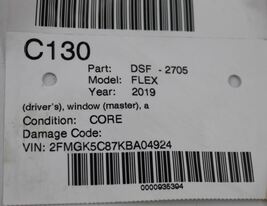 C130
Part: DSF - 2705
Model: FLEX
Year: 2019
(driver's), window (master), a
Condition: CORE
Damage Code:
VIN: 2FMGK5C87KBA04924
0000935394